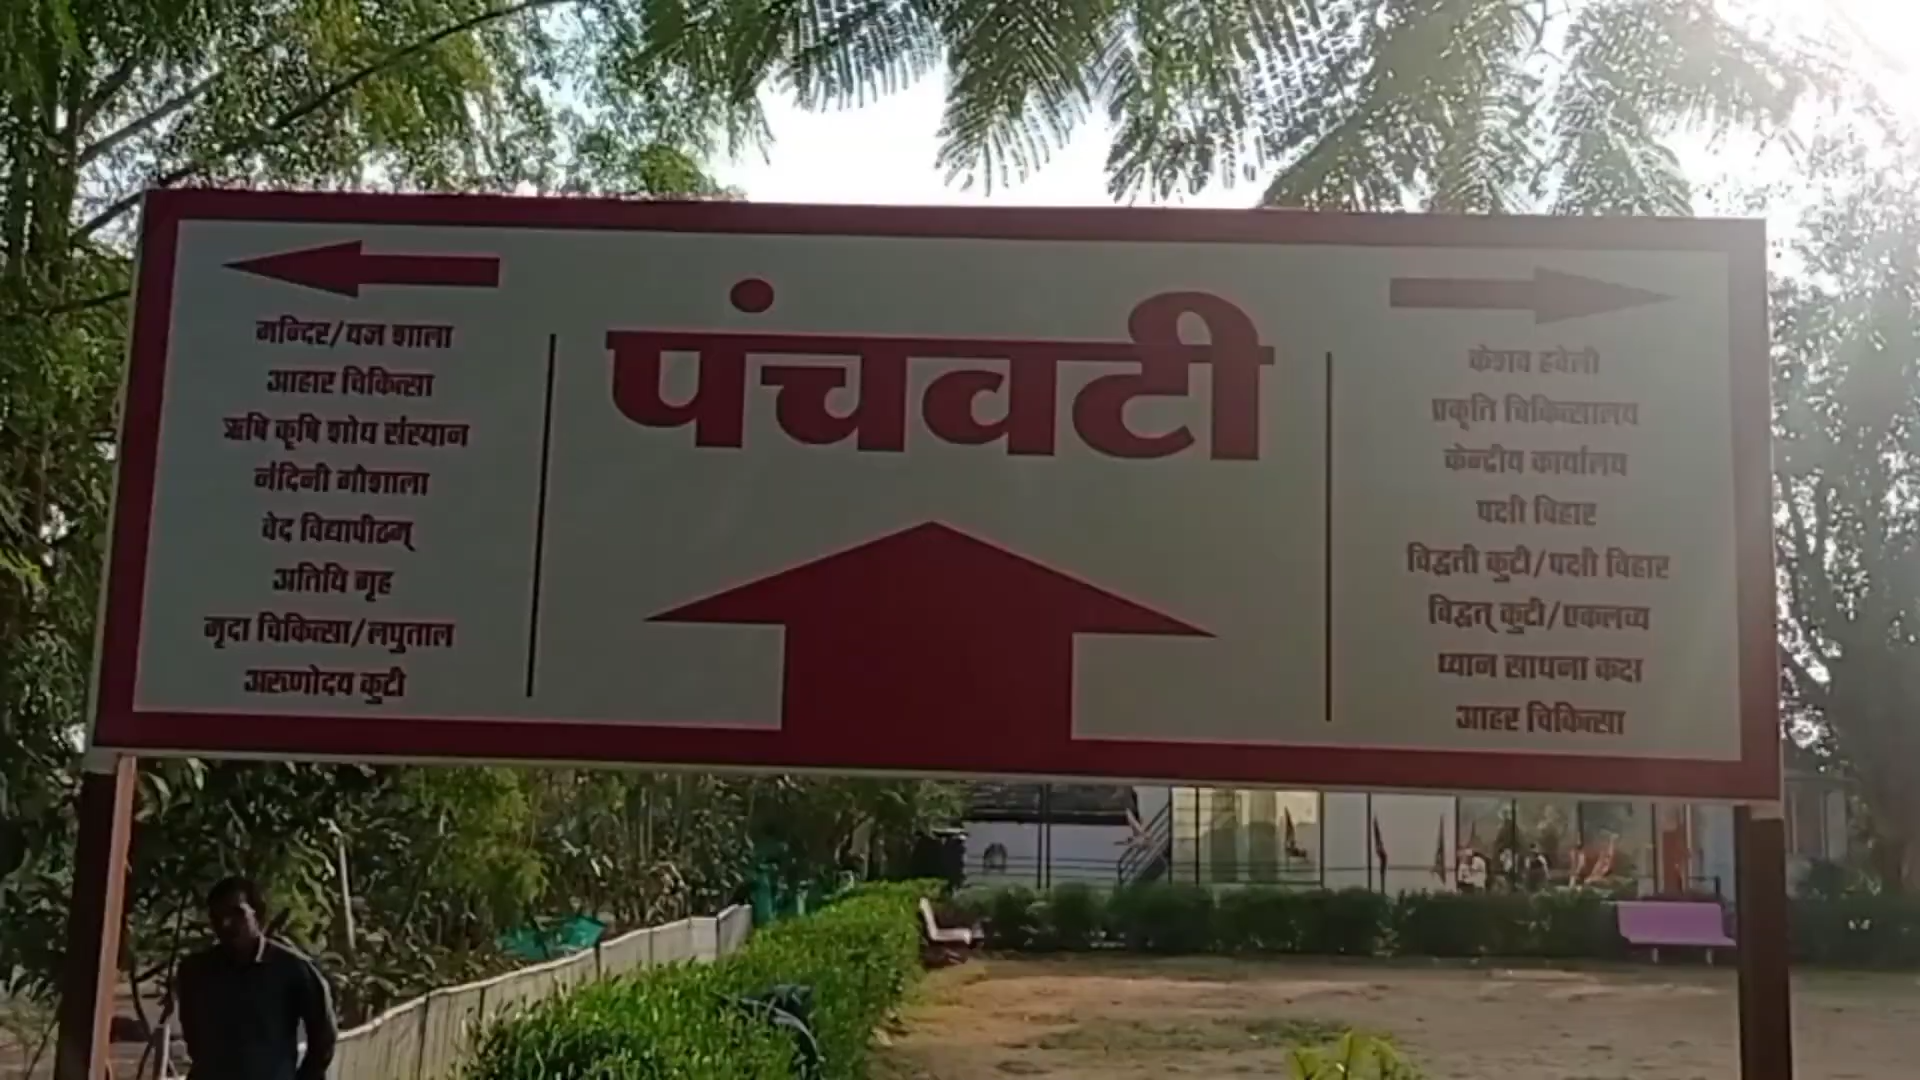 पंचवटी
मन्दिर/यज्ञ शाला
आहार चिकित्सा
ऋषि कृषि शोध संस्थान
नंदिनी गौशाला
वेद विद्यापीठम्
अतिथि गृह
मृदा चिकित्सा/लपुताल
अरुणोदय कुटी
केशव हवेली
प्रकृति चिकित्सालय
केन्द्रीय कार्यालय
पक्षी विहार
विद्वती कुटी/पक्षी विहार
विद्वत् कुटी/एकलव्य
ध्यान साधना कक्ष
आहर चिकित्सा